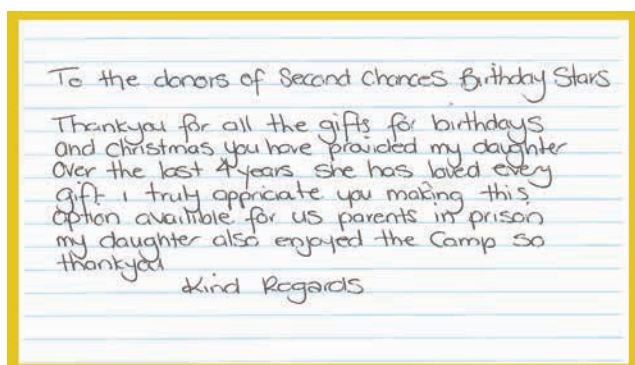 To the donors of Second Chances Birthday Stars
Thankyou for all the gifts for birthdays
and christmas you have provided my daughter
over the last 4 years she has loved every
gift i truly appriciate you making this
option availible for us parents in prison
my daughter also enjoyed the Camp so
thankyou
Kind Regards